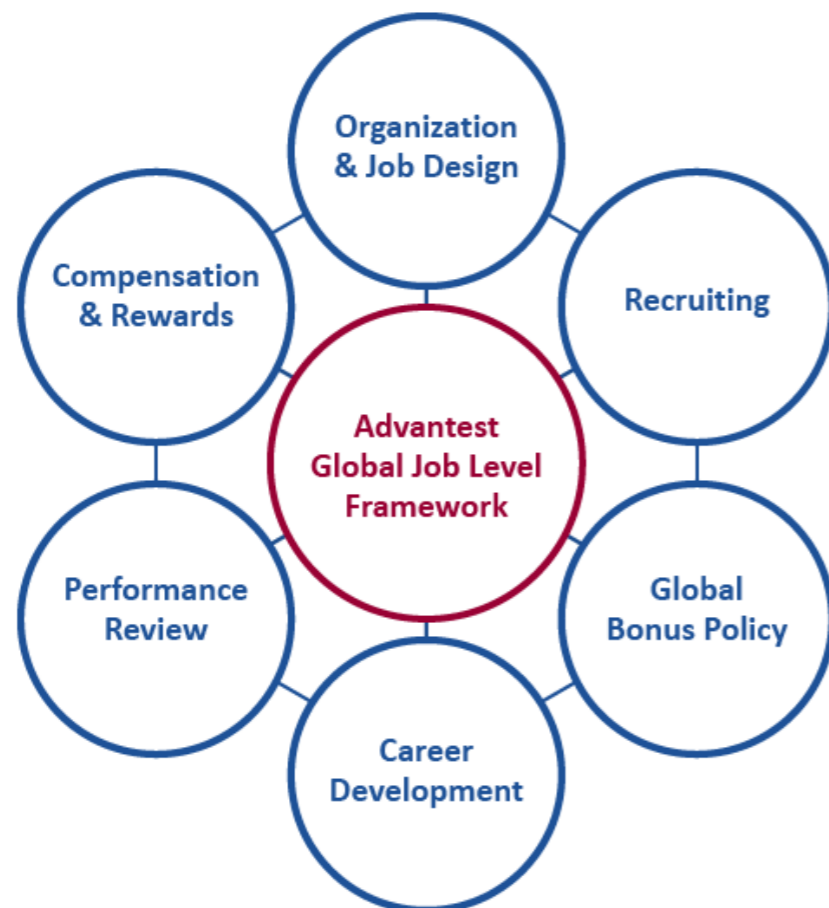 Organization
& Job Design
Compensation
& Rewards
Recruiting
Advantest
Global Job Level
Framework
Performance
Review
Global
Bonus Policy
Career
Development